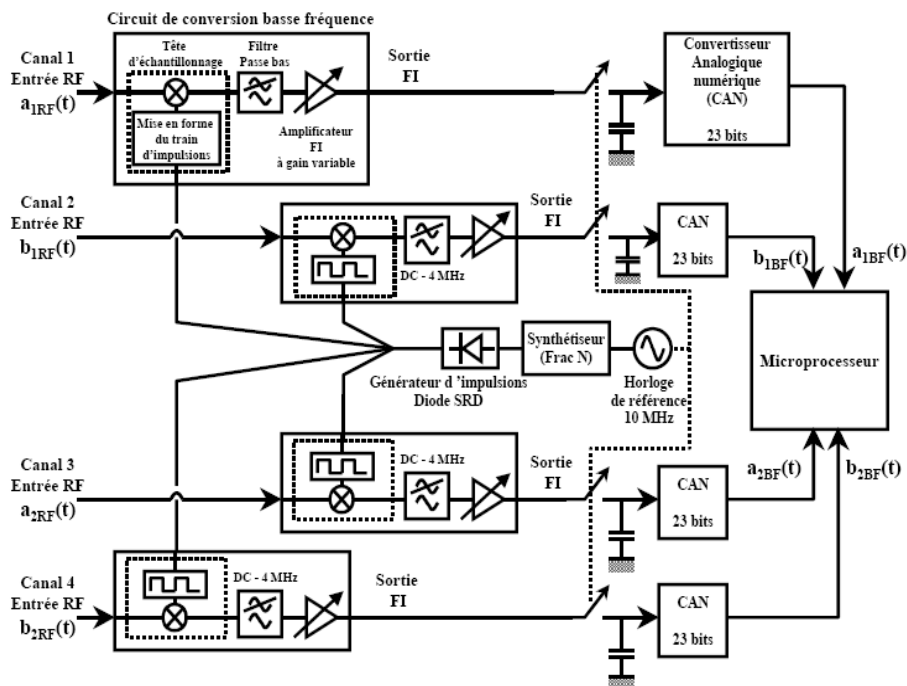 Circuit de conversion basse fréquence
Canal 1
Entrée RF
a1RF(t)
Tête
d'échantillonnage
Filtre
Passe bas
Mise en forme
du train
d'impulsions
Amplificateur
FI
à gain variable
Sortie
FI
Convertisseur
Analogique
numérique
(CAN)
23 bits
Canal 2
Entrée RF
b1RF(t)
DC - 4 MHz
Sortie
FI
CAN
23 bits
b1BF(t)
a1BF(t)
Générateur d 'impulsions
Diode SRD
Synthétiseur
(Frac N)
Horloge
de référence
10 MHz
Microprocesseur
Canal 3
Entrée RF
a2RF(t)
DC - 4 MHz
Sortie
FI
CAN
23 bits
a2BF(t)
b2BF(t)
Canal 4
Entrée RF
b2RF(t)
DC - 4 MHz
Sortie
FI
CAN
23 bits